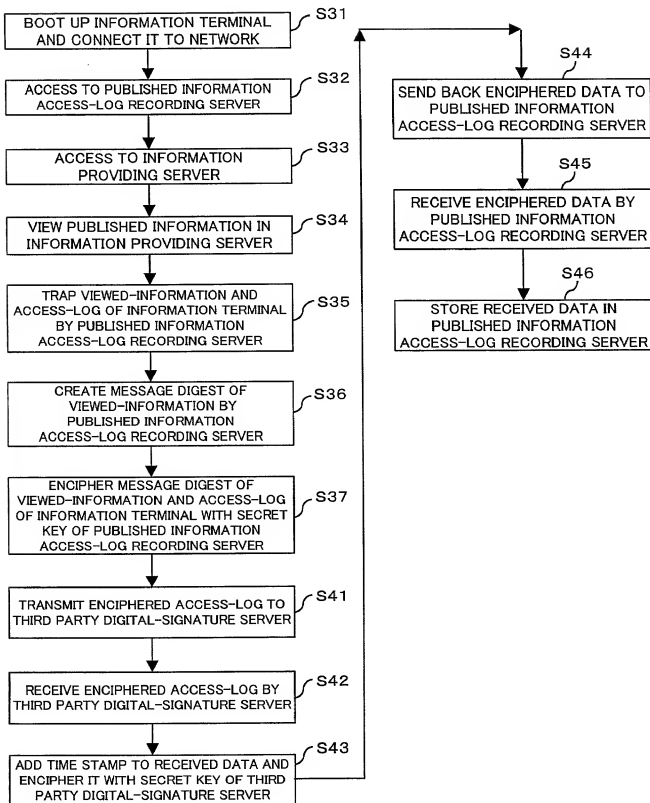 BOOT UP INFORMATION TERMINAL
AND CONNECT IT TO NETWORK
S31
ACCESS TO PUBLISHED INFORMATION
ACCESS-LOG RECORDING SERVER
S32
ACCESS TO INFORMATION
PROVIDING SERVER
S33
VIEW PUBLISHED INFORMATION IN
INFORMATION PROVIDING SERVER
S34
TRAP VIEWED-INFORMATION AND
ACCESS-LOG OF INFORMATION TERMINAL
BY PUBLISHED INFORMATION
ACCESS-LOG RECORDING SERVER
S35
CREATE MESSAGE DIGEST OF
VIEWED-INFORMATION BY
PUBLISHED INFORMATION
ACCESS-LOG RECORDING SERVER
S36
ENCIPHER MESSAGE DIGEST OF
VIEWED-INFORMATION AND ACCESS-LOG
OF INFORMATION TERMINAL WITH SECRET
KEY OF PUBLISHED INFORMATION
ACCESS-LOG RECORDING SERVER
S37
TRANSMIT ENCIPHERED ACCESS-LOG TO
THIRD PARTY DIGITAL-SIGNATURE SERVER
S41
RECEIVE ENCIPHERED ACCESS-LOG BY
THIRD PARTY DIGITAL-SIGNATURE SERVER
S42
ADD TIME STAMP TO RECEIVED DATA AND
ENCIPHER IT WITH SECRET KEY OF THIRD
PARTY DIGITAL-SIGNATURE SERVER
S43
SEND BACK ENCIPHERED DATA TO
PUBLISHED INFORMATION
ACCESS-LOG RECORDING SERVER
S44
RECEIVE ENCIPHERED DATA BY
PUBLISHED INFORMATION
ACCESS-LOG RECORDING SERVER
S45
STORE RECEIVED DATA IN
PUBLISHED INFORMATION
ACCESS-LOG RECORDING SERVER
S46